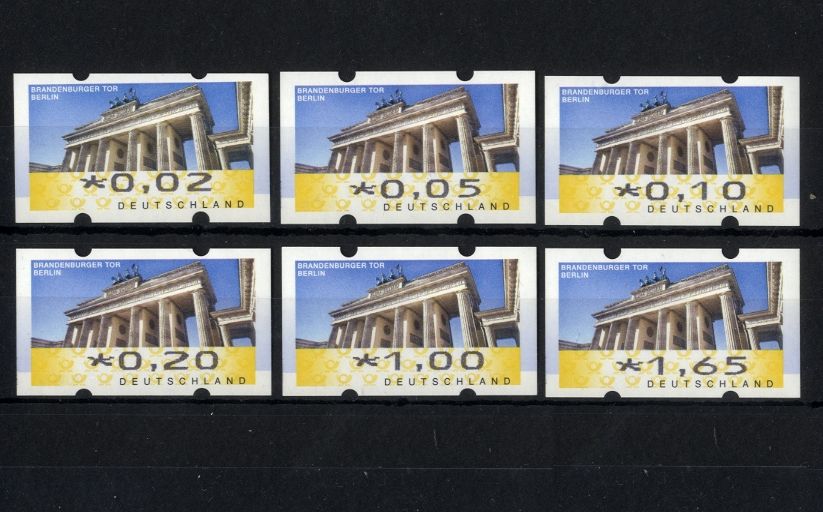 BRANDENBURGER TOR
BERLIN
*0,02
DEUTSCHLAND
BRANDENBURGER TOR
BERLIN
*0,05
DEUTSCHLAND
BRANDENBURGER TOR
BERLIN
*0,10
DEUTSCHLAND
BRANDENBURGER TOR
BERLIN
*0,20
DEUTSCHLAND
BRANDENBURGER TOR
BERLIN
*1,00
DEUTSCHLAND
BRANDENBURGER TOR
BERLIN
*1,65
DEUTSCHLAND